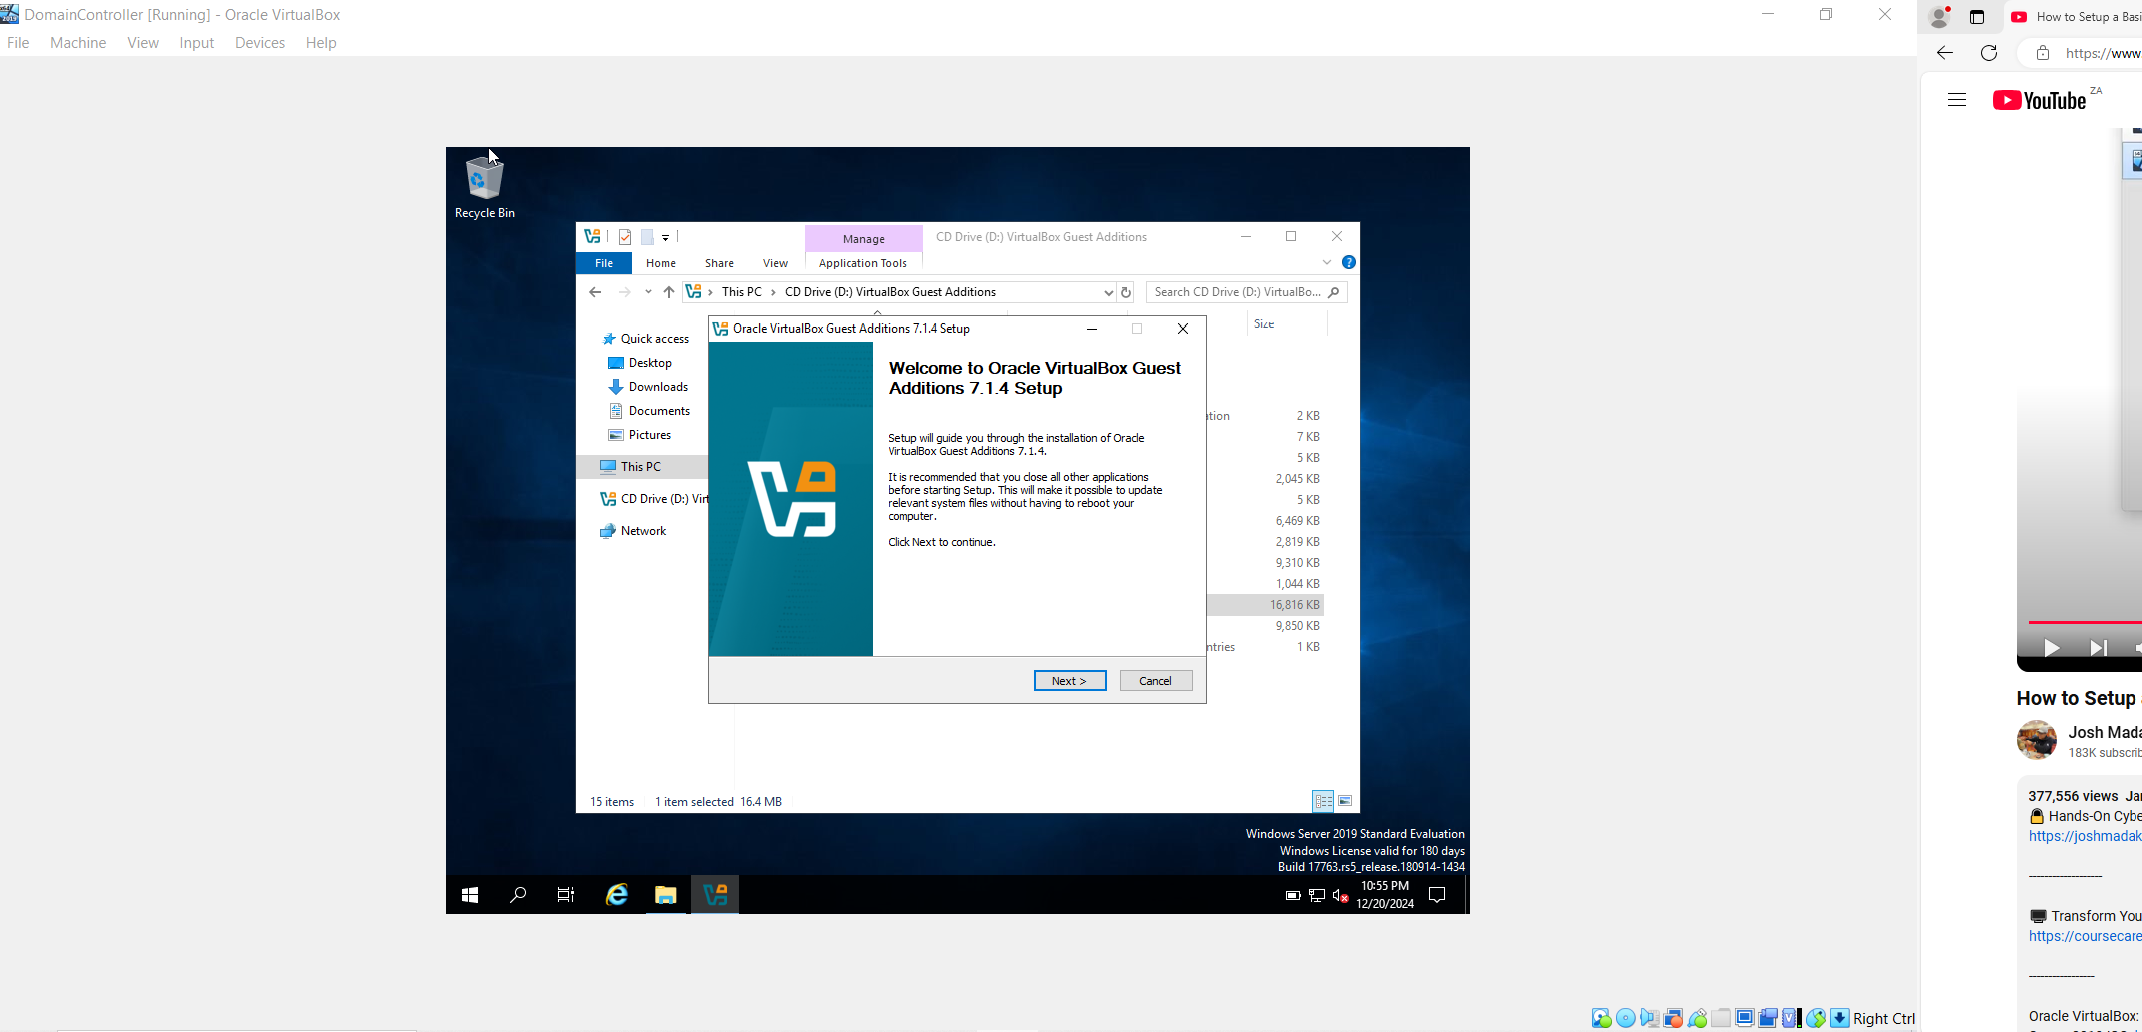 DomainController [Running] - Oracle VirtualBox
File Machine View Input Devices Help
Recycle Bin
Manage
CD Drive (D:) VirtualBox Guest Additions
File Home Share View Application Tools
This PC > CD Drive (D:) VirtualBox Guest Additions
Search CD Drive (D:) VirtualBo...
Quick access
Desktop
Downloads
Documents
Pictures
This PC
CD Drive (D:) Virt
Network
Size
2 KB
7 KB
5 KB
2,045 KB
5 KB
6,469 KB
2,819 KB
9,310 KB
1,044 KB
16,816 KB
9,850 KB
ntries 1 KB
Oracle VirtualBox Guest Additions 7.1.4 Setup
Welcome to Oracle VirtualBox Guest
Additions 7.1.4 Setup
Setup will guide you through the installation of Oracle
VirtualBox Guest Additions 7.1.4.
It is recommended that you close all other applications
before starting Setup. This will make it possible to update
relevant system files without having to reboot your
computer.
Click Next to continue.
Next >
Cancel
15 items 1 item selected 16.4 MB
Windows Server 2019 Standard Evaluation
Windows License valid for 180 days
Build 17763.rs5_release.180914-1434
10:55 PM
12/20/2024
Right Ctrl
How to Setup a Basi
https://www.
YouTube ZA
How to Setup
Josh Mada
183K subscrib
377,556 views Jan
Hands-On Cybe
https://joshmadak
--------------------
Transform You
https://coursecare
------------------
Oracle VirtualBox: